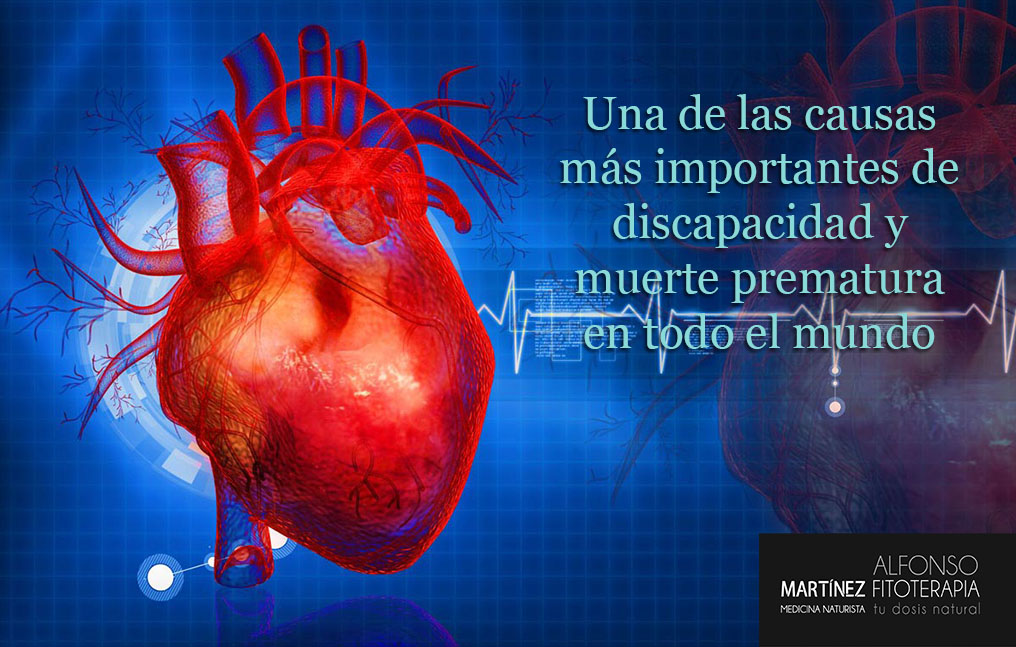 Una de las causas
más importantes de
discapacidad y
muerte prematura
en todo el mundo
ALFONSO
MARTÍNEZ FITOTERAPIA
MEDICINA NATURISTA tu dosis natural